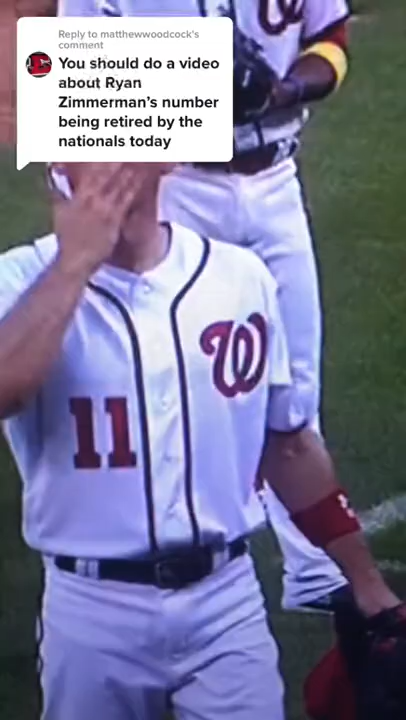 Reply to matthewwoodcock's
comment
You should do a video
about Ryan
Zimmerman's number
being retired by the
nationals today
W
W
11